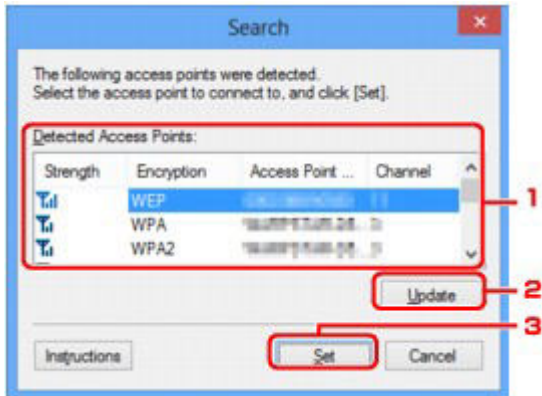 Search
The following access points were detected.
Select the access point to connect to, and click [Set].
Detected Access Points:
Strength Encryption Access Point ... Channel
WEP
WPA
WPA2
1
Update
2
3
Instructions Set Cancel